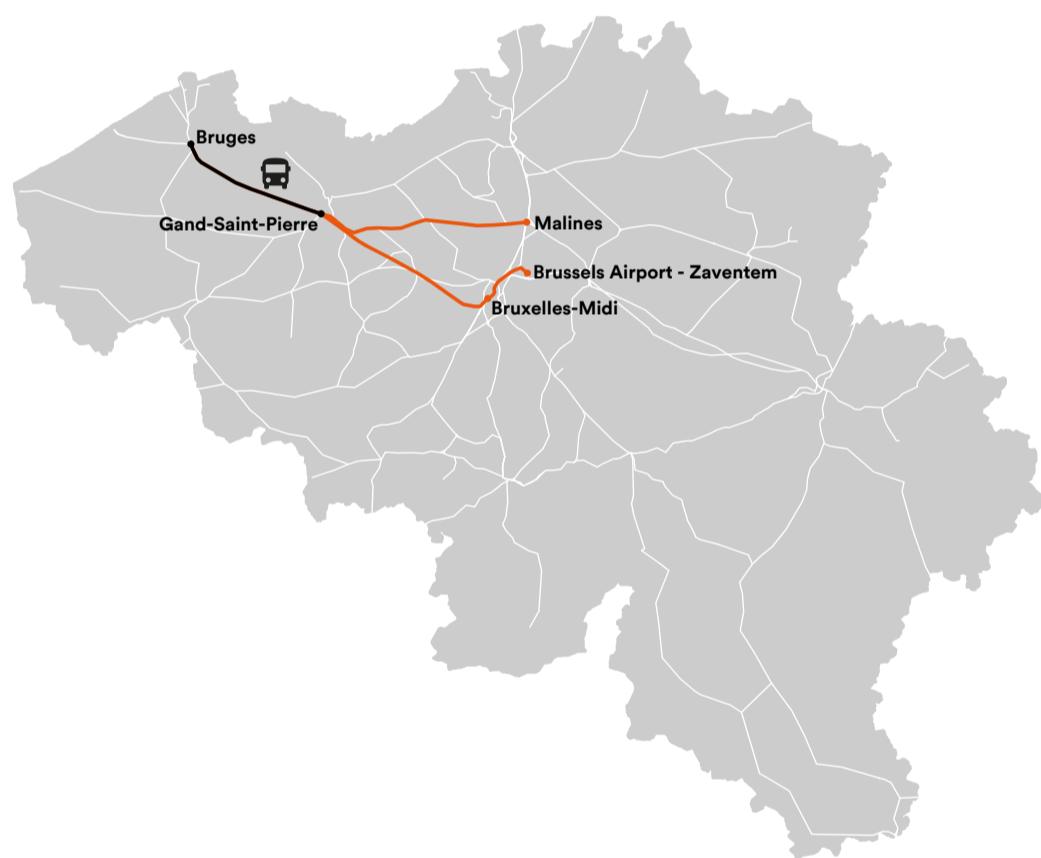 Bruges
Gand-Saint-Pierre
Malines
Brussels Airport - Zaventem
Bruxelles-Midi